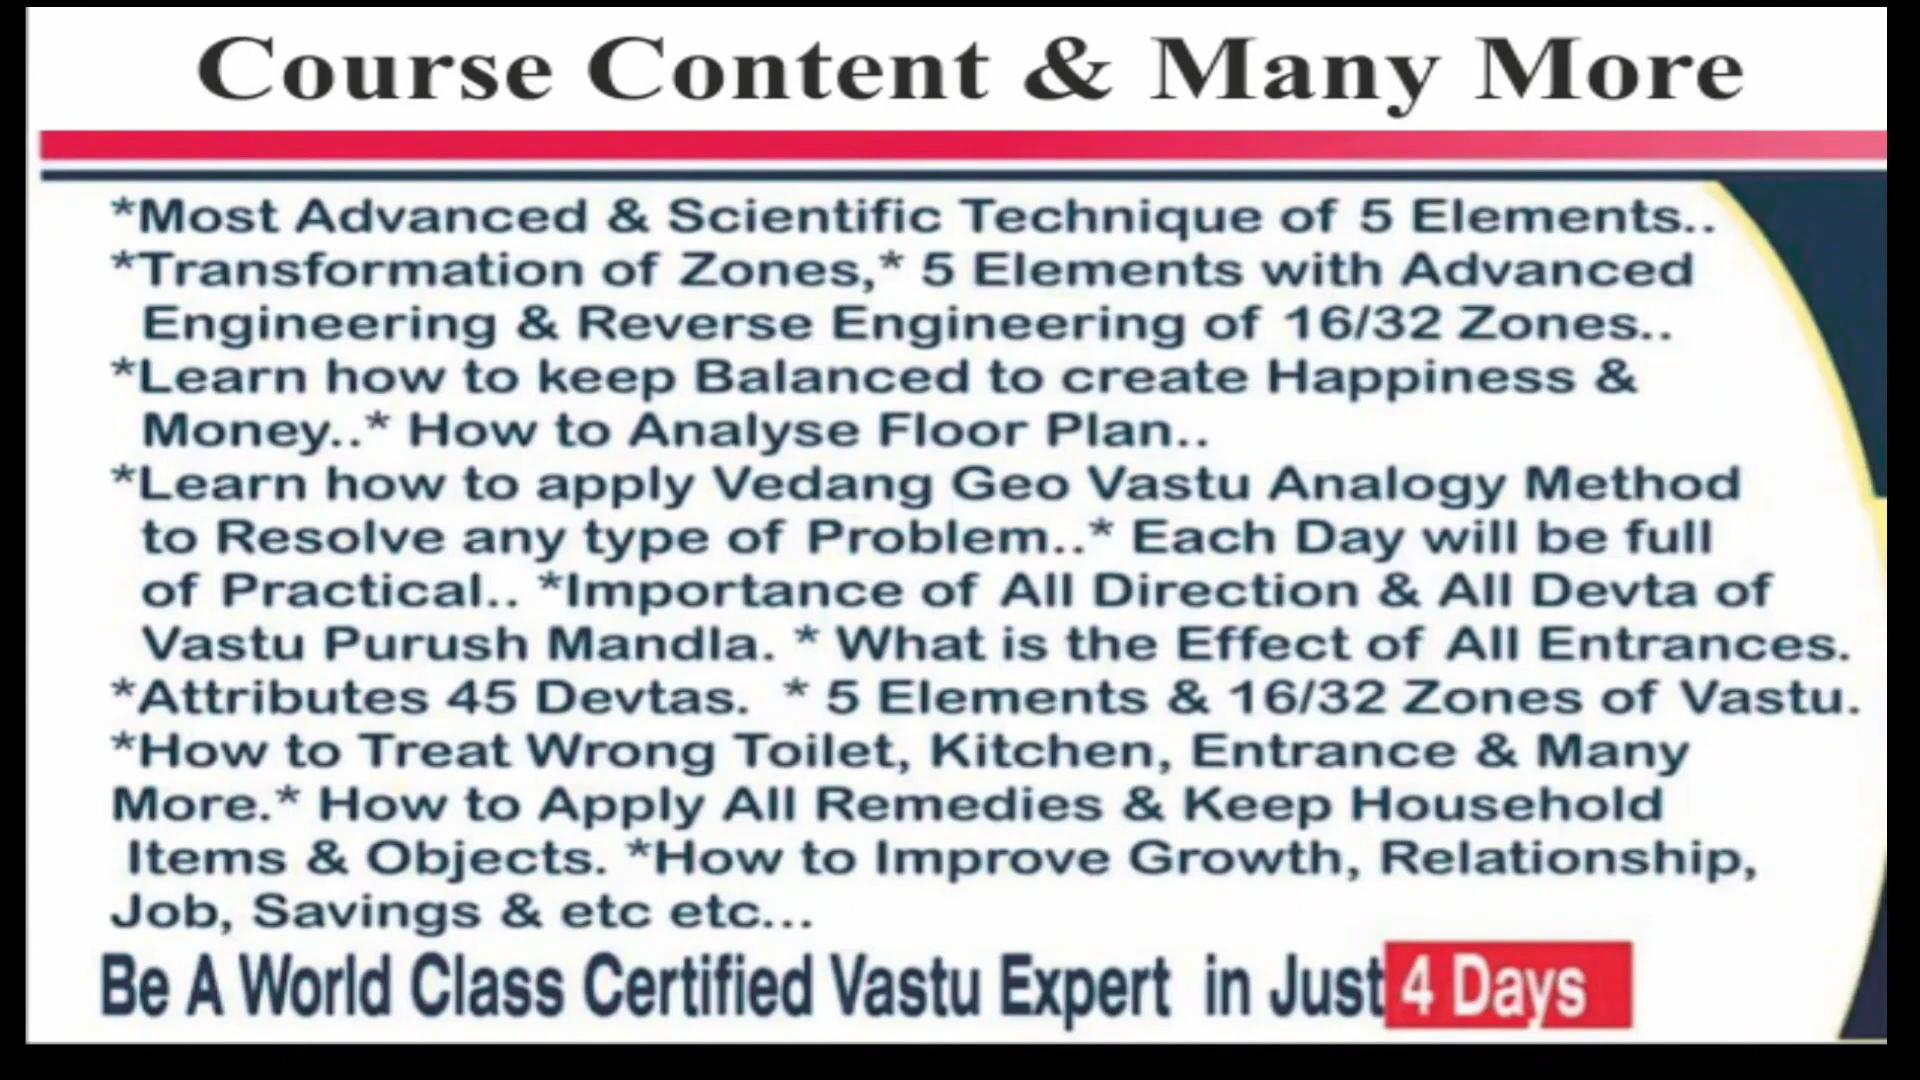 Course Content & Many More
*Most Advanced & Scientific Technique of 5 Elements..
*Transformation of Zones,* 5 Elements with Advanced
Engineering & Reverse Engineering of 16/32 Zones..
*Learn how to keep Balanced to create Happiness &
Money..* How to Analyse Floor Plan..
*Learn how to apply Vedang Geo Vastu Analogy Method
to Resolve any type of Problem..* Each Day will be full
of Practical.. *Importance of All Direction & All Devta of
Vastu Purush Mandla. * What is the Effect of All Entrances.
*Attributes 45 Devtas. * 5 Elements & 16/32 Zones of Vastu.
*How to Treat Wrong Toilet, Kitchen, Entrance & Many
More.* How to Apply All Remedies & Keep Household
Items & Objects. *How to Improve Growth, Relationship,
Job, Savings & etc etc...
Be A World Class Certified Vastu Expert in Just 4 Days